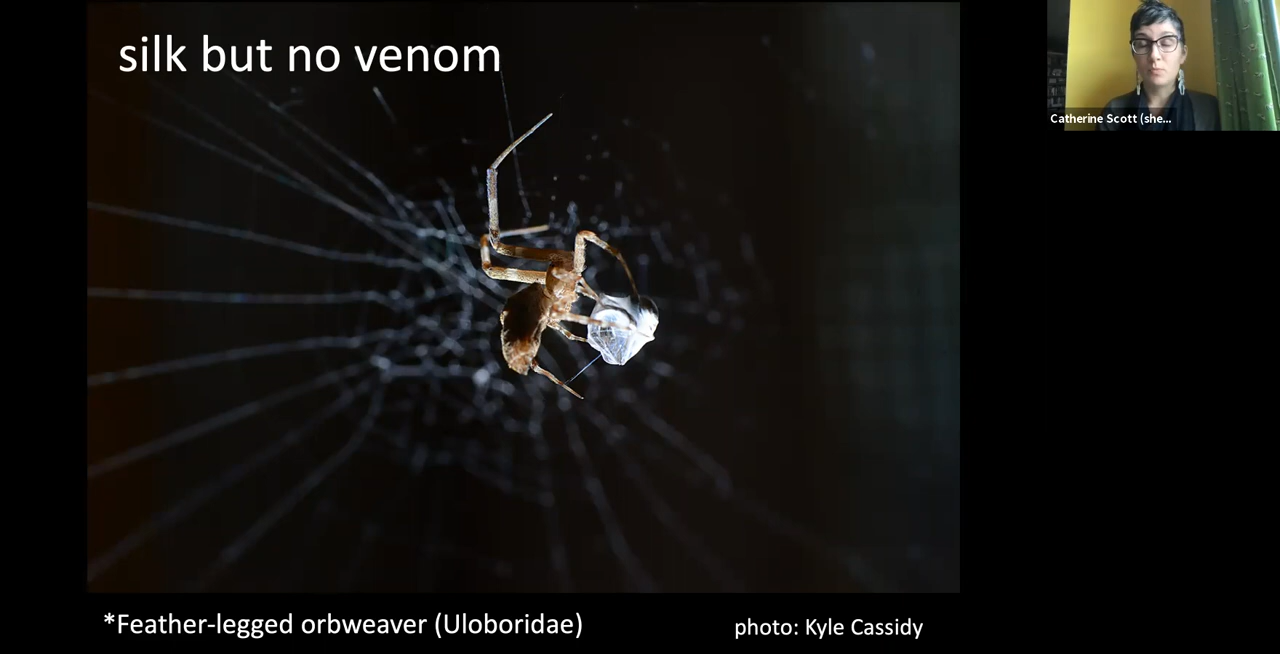 silk but no venom
Catherine Scott (she...
*Feather-legged orbweaver (Uloboridae)
photo: Kyle Cassidy